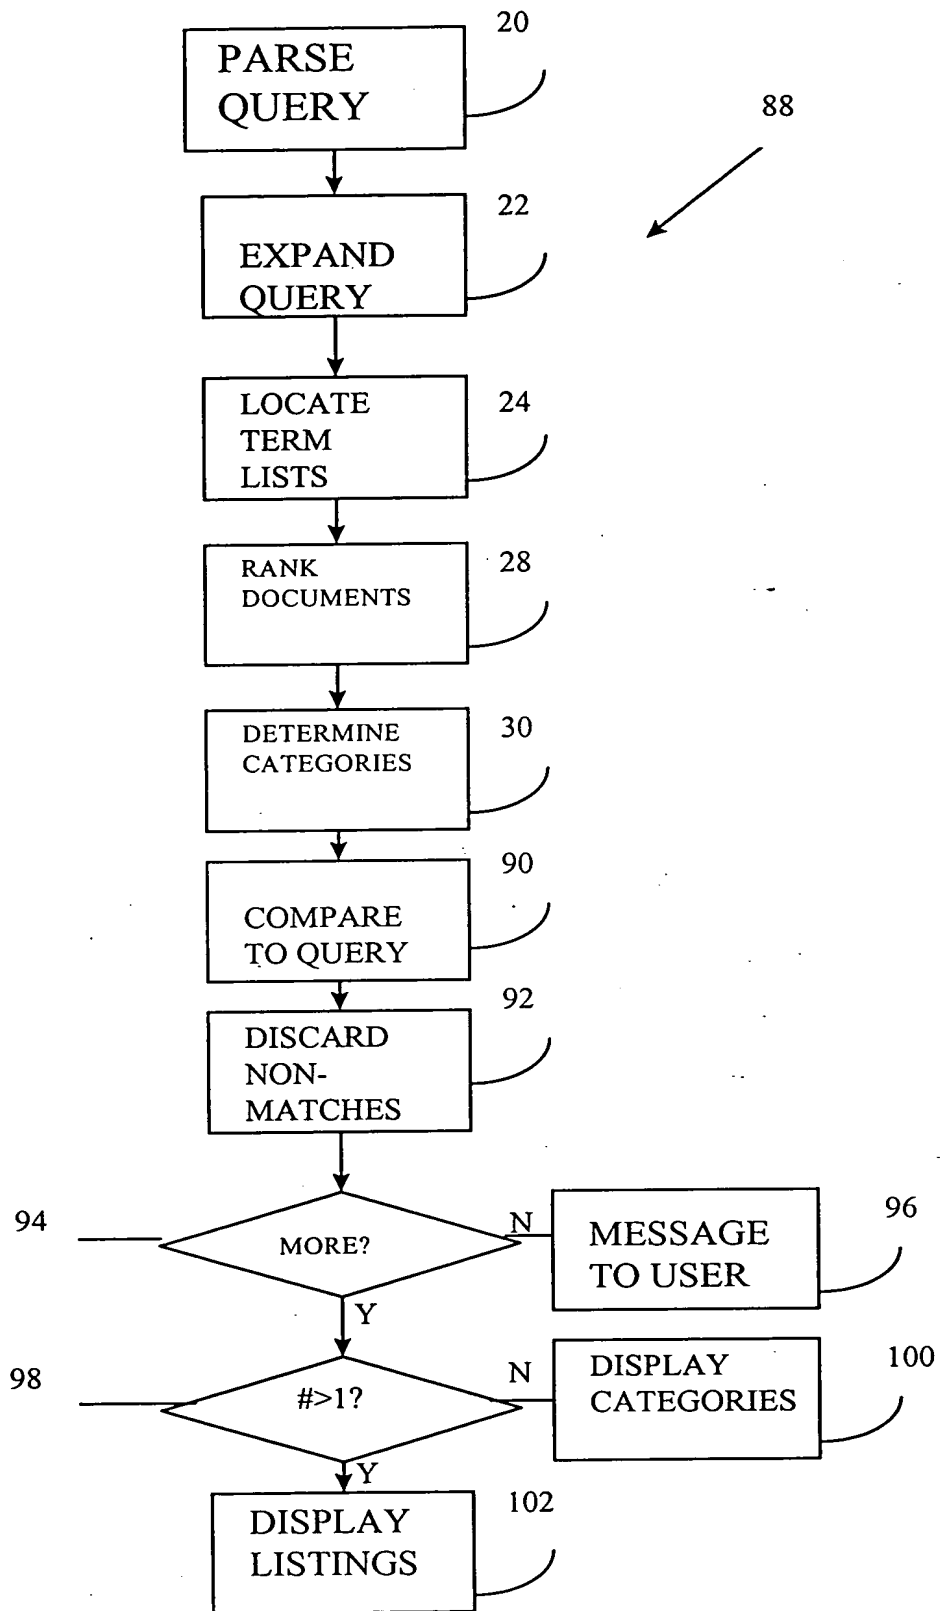 20
PARSE
QUERY
88
22
EXPAND
QUERY
24
LOCATE
TERM
LISTS
28
RANK
DOCUMENTS
30
DETERMINE
CATEGORIES
90
COMPARE
TO QUERY
92
DISCARD
NON-
MATCHES
94
MORE?
N
96
MESSAGE
TO USER
Y
98
#>1?
N
100
DISPLAY
CATEGORIES
Y
102
DISPLAY
LISTINGS